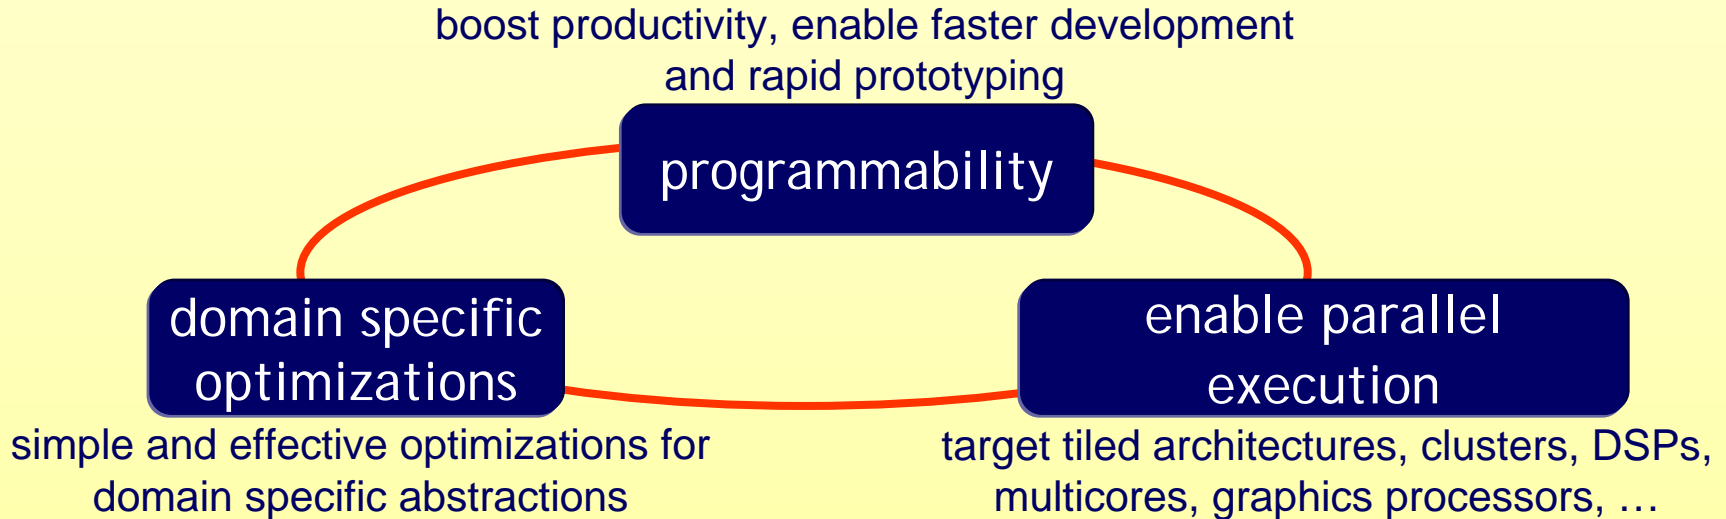 boost productivity, enable faster development
and rapid prototyping
programmability
domain specific
optimizations
simple and effective optimizations for
domain specific abstractions
enable parallel
execution
target tiled architectures, clusters, DSPs,
multicores, graphics processors, …